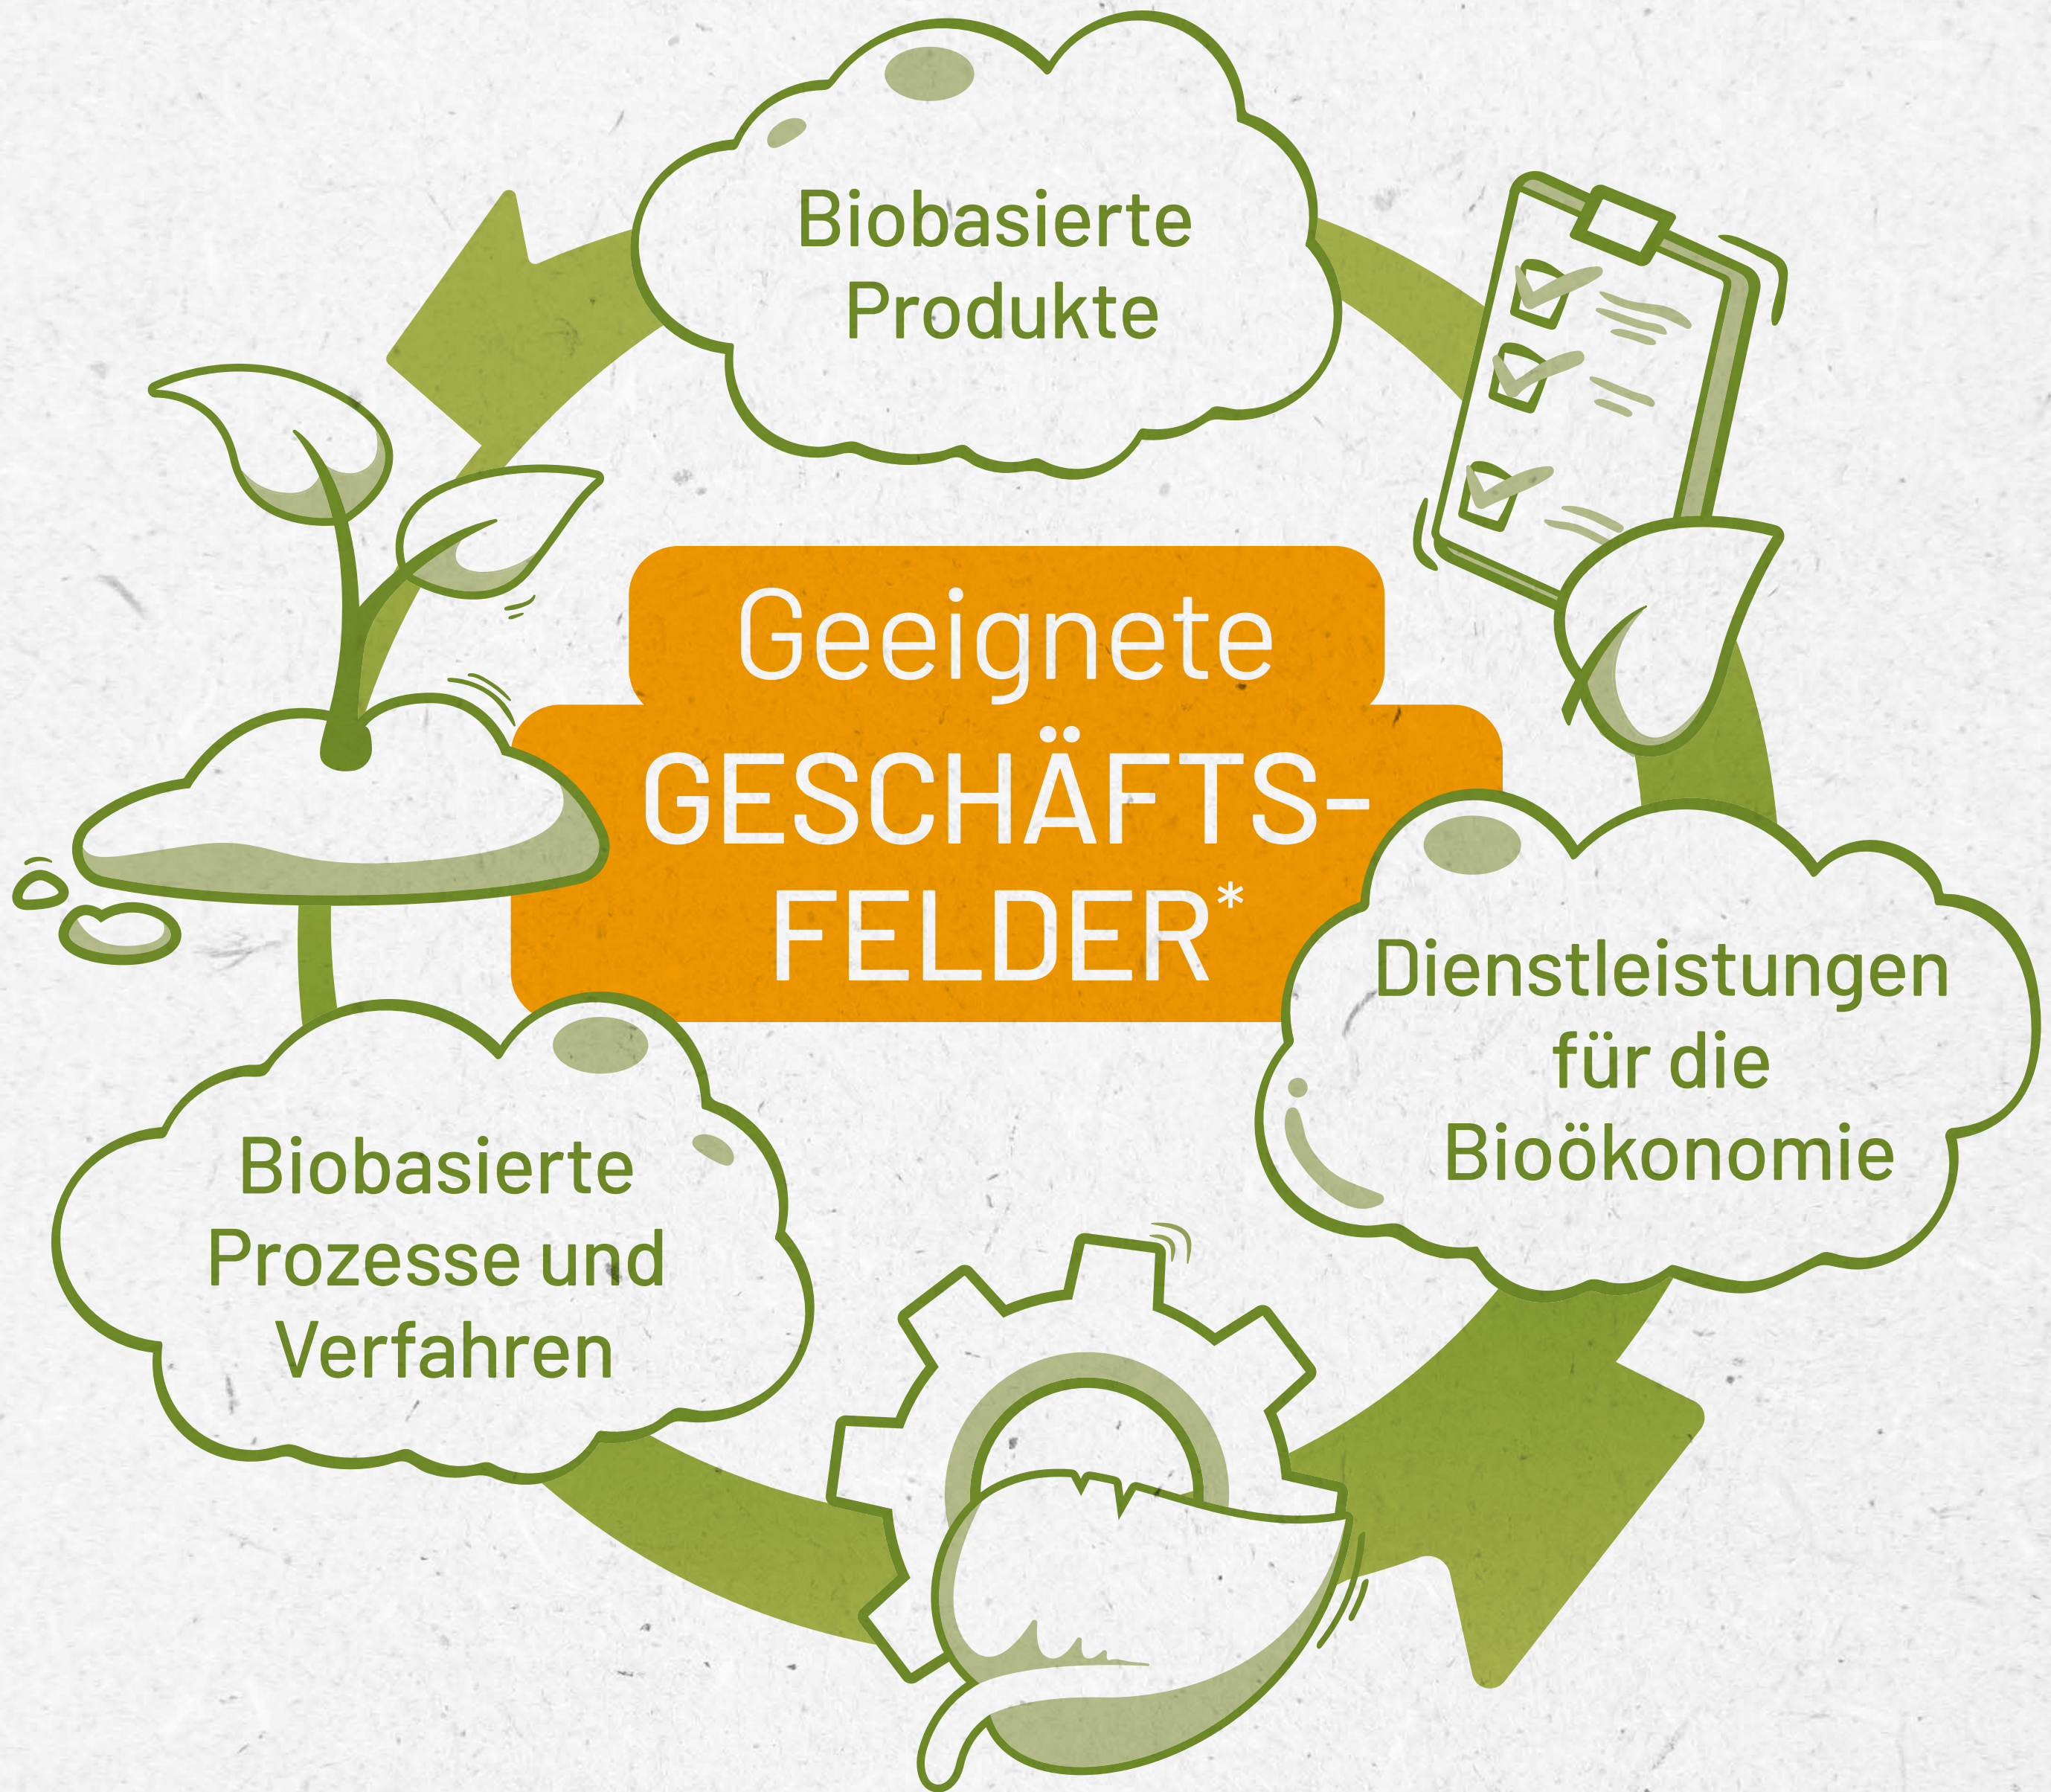 Biobasierte
Produkte
Geeignete
GESCHÄFTS-
FELDER*
Dienstleistungen
für die
Bioökonomie
Biobasierte
Prozesse und
Verfahren